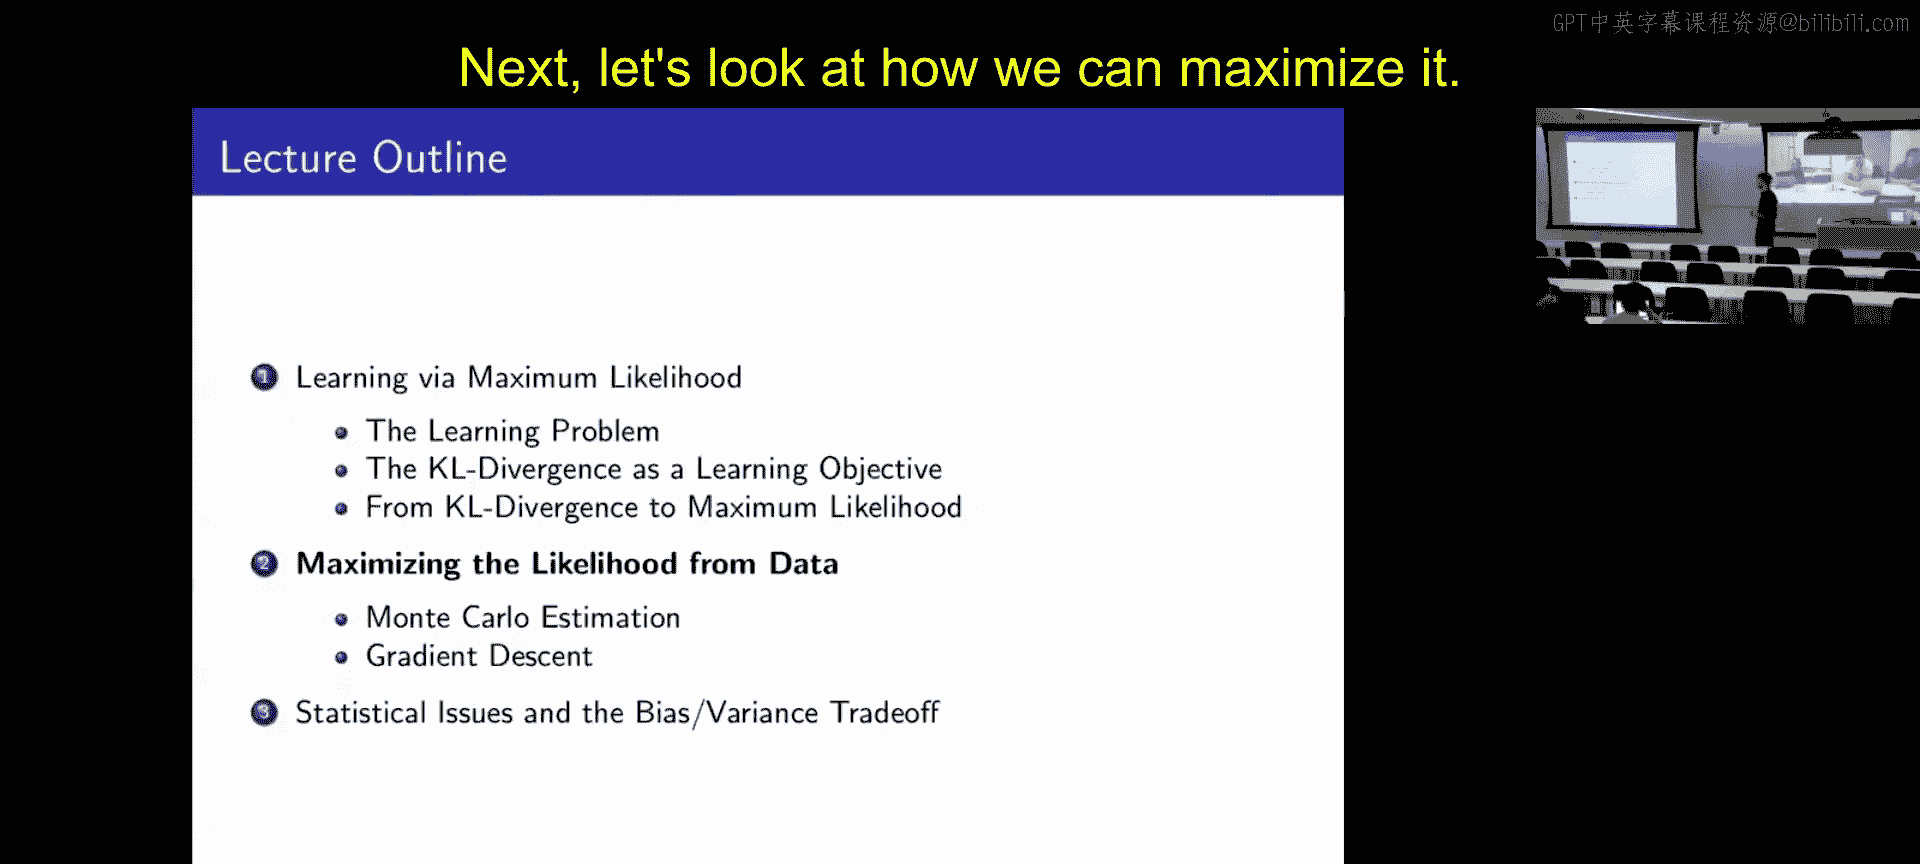 GPT中英字幕课程资源@bilibili.com
Next, let's look at how we can maximize it.
Lecture Outline
1 Learning via Maximum Likelihood
The Learning Problem
The KL-Divergence as a Learning Objective
From KL-Divergence to Maximum Likelihood
2 Maximizing the Likelihood from Data
Monte Carlo Estimation
Gradient Descent
3 Statistical Issues and the Bias/Variance Tradeoff